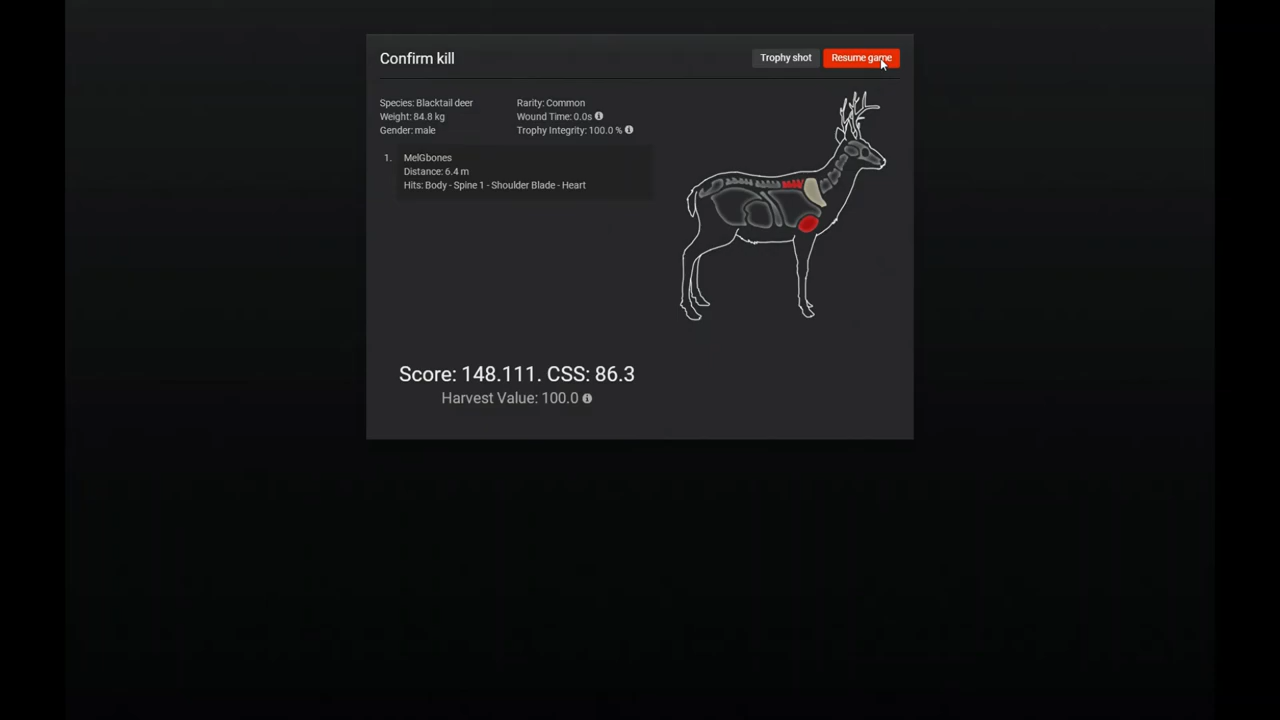 Confirm kill
Trophy shot
Resume game
Species: Blacktail deer
Rarity: Common
Weight: 84.8 kg
Wound Time: 0.0s
Gender: male
Trophy Integrity: 100.0 %
1. MelGbones
Distance: 6.4 m
Hits: Body - Spine 1 - Shoulder Blade - Heart
Score: 148.111. CSS: 86.3
Harvest Value: 100.0